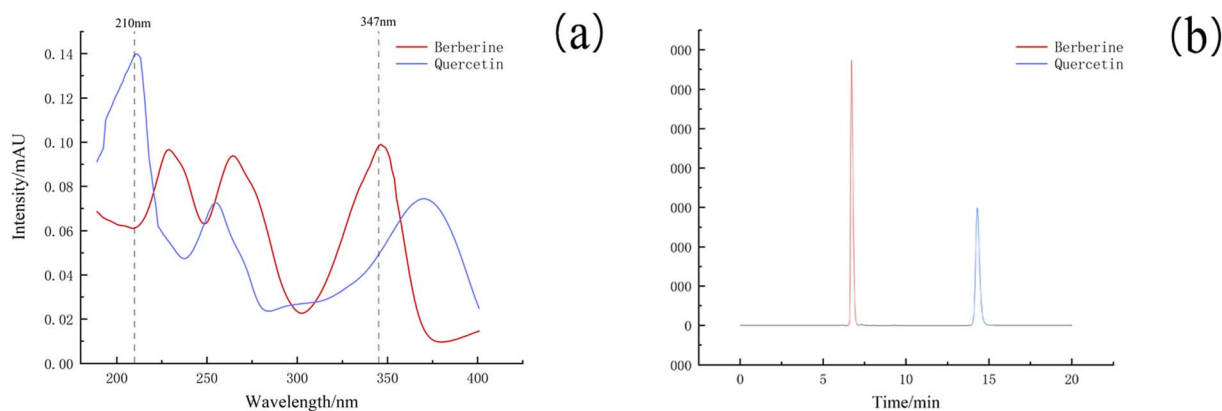 210nm
347nm
(a)
Berberine
Quercetin
0.14
0.12
0.10
0.08
0.06
0.04
0.02
0.00
Intensity/mAU
200
250
300
350
400
Wavelength/nm
(b)
Berberine
Quercetin
000
000
000
000
000
000
000
0
000
0
5
10
15
20
Time/min